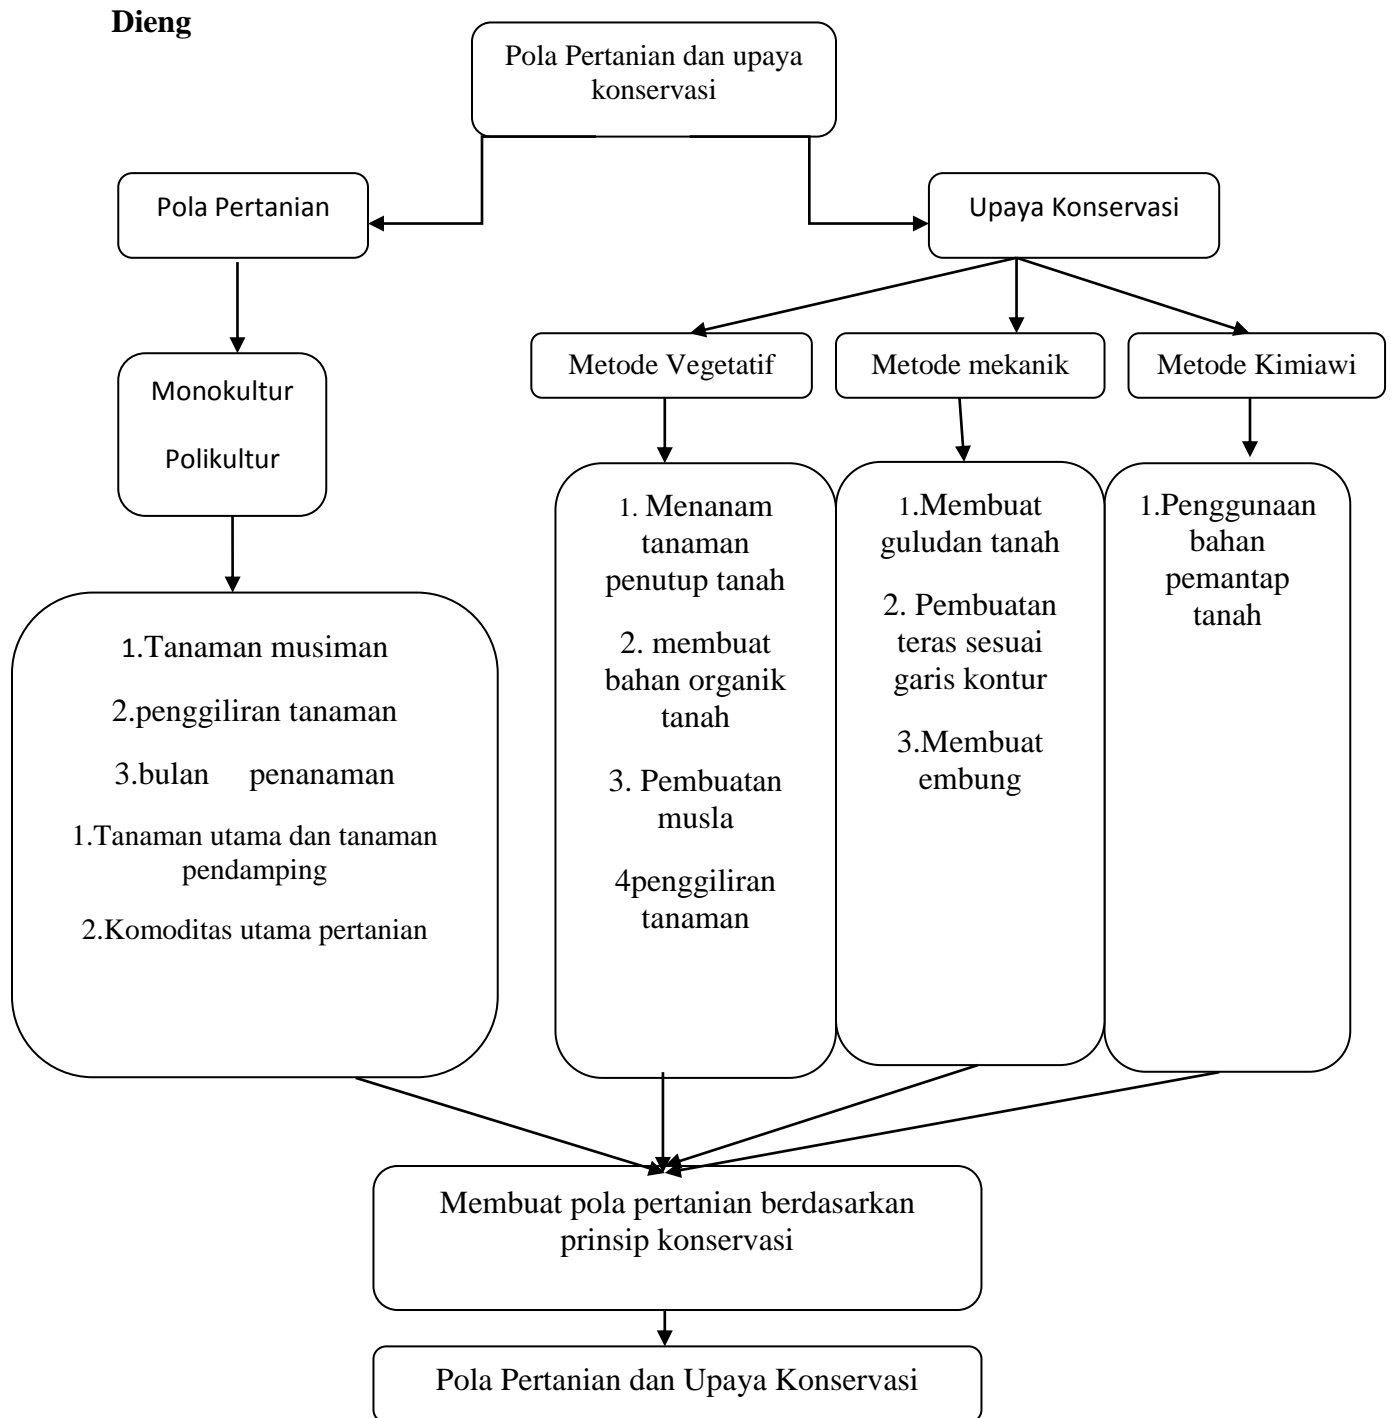 Dieng
Pola Pertanian dan upaya
konservasi
Pola Pertanian
Upaya Konservasi
Monokultur
Polikultur
Metode Vegetatif
Metode mekanik
Metode Kimiawi
1.Tanaman musiman
2.penggiliran tanaman
3.bulan penanaman
1.Tanaman utama dan tanaman
pendamping
2.Komoditas utama pertanian
1. Menanam
tanaman
penutup tanah
2. membuat
bahan organik
tanah
3. Pembuatan
musla
4penggiliran
tanaman
1.Membuat
guludan tanah
2. Pembuatan
teras sesuai
garis kontur
3.Membuat
embung
1.Penggunaan
bahan
pemantap
tanah
Membuat pola pertanian berdasarkan
prinsip konservasi
Pola Pertanian dan Upaya Konservasi